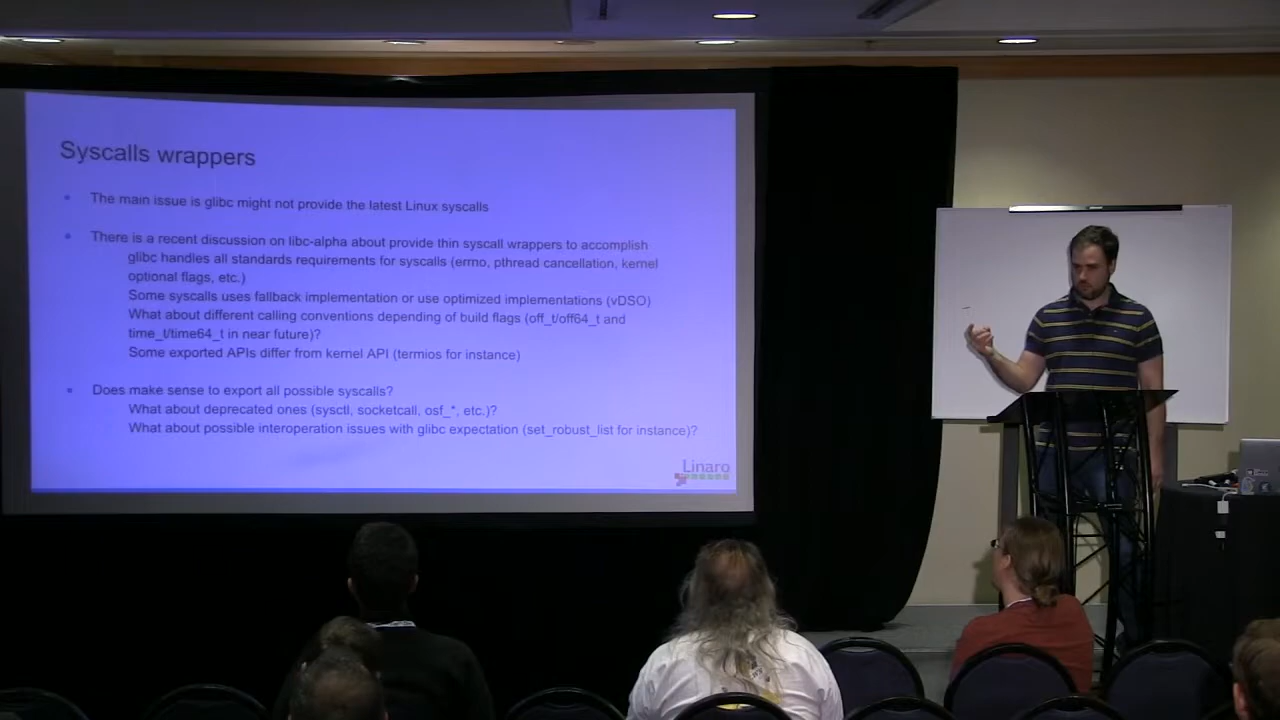 Syscalls wrappers
The main issue is glibc might not provide the latest Linux syscalls
There is a recent discussion on libc-alpha about provide thin syscall wrappers to accomplish
glibc handles all standards requirements for syscalls (errno, pthread cancellation, kernel
optional flags, etc.)
Some syscalls uses fallback implementation or use optimized implementations (vDSO)
What about different calling conventions depending of build flags (off_t/off64_t and
time_t/time64_t in near future)?
Some exported APIs differ from kernel API (termios for instance)
Does make sense to export all possible syscalls?
What about deprecated ones (sysctl, socketcall, osf_*, etc.)?
What about possible interoperation issues with glibc expectation (set_robust_list for instance)?
Linaro